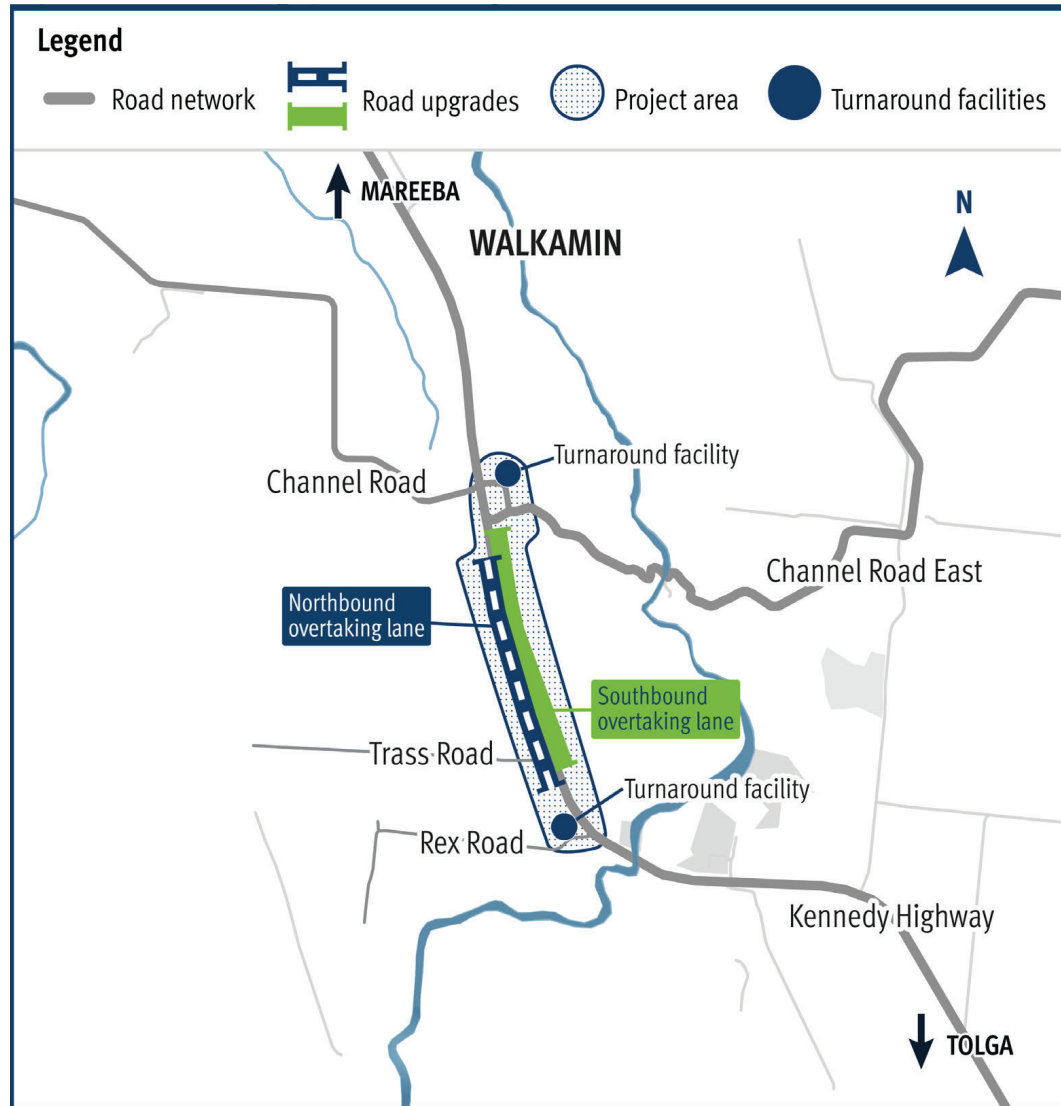 Legend
Road network
Road upgrades
Project area
Turnaround facilities
MAREEBA
WALKAMIN
N
Turnaround facility
Channel Road
Channel Road East
Northbound
overtaking lane
Southbound
overtaking lane
Trass Road
Turnaround facility
Rex Road
Kennedy Highway
TOLGA